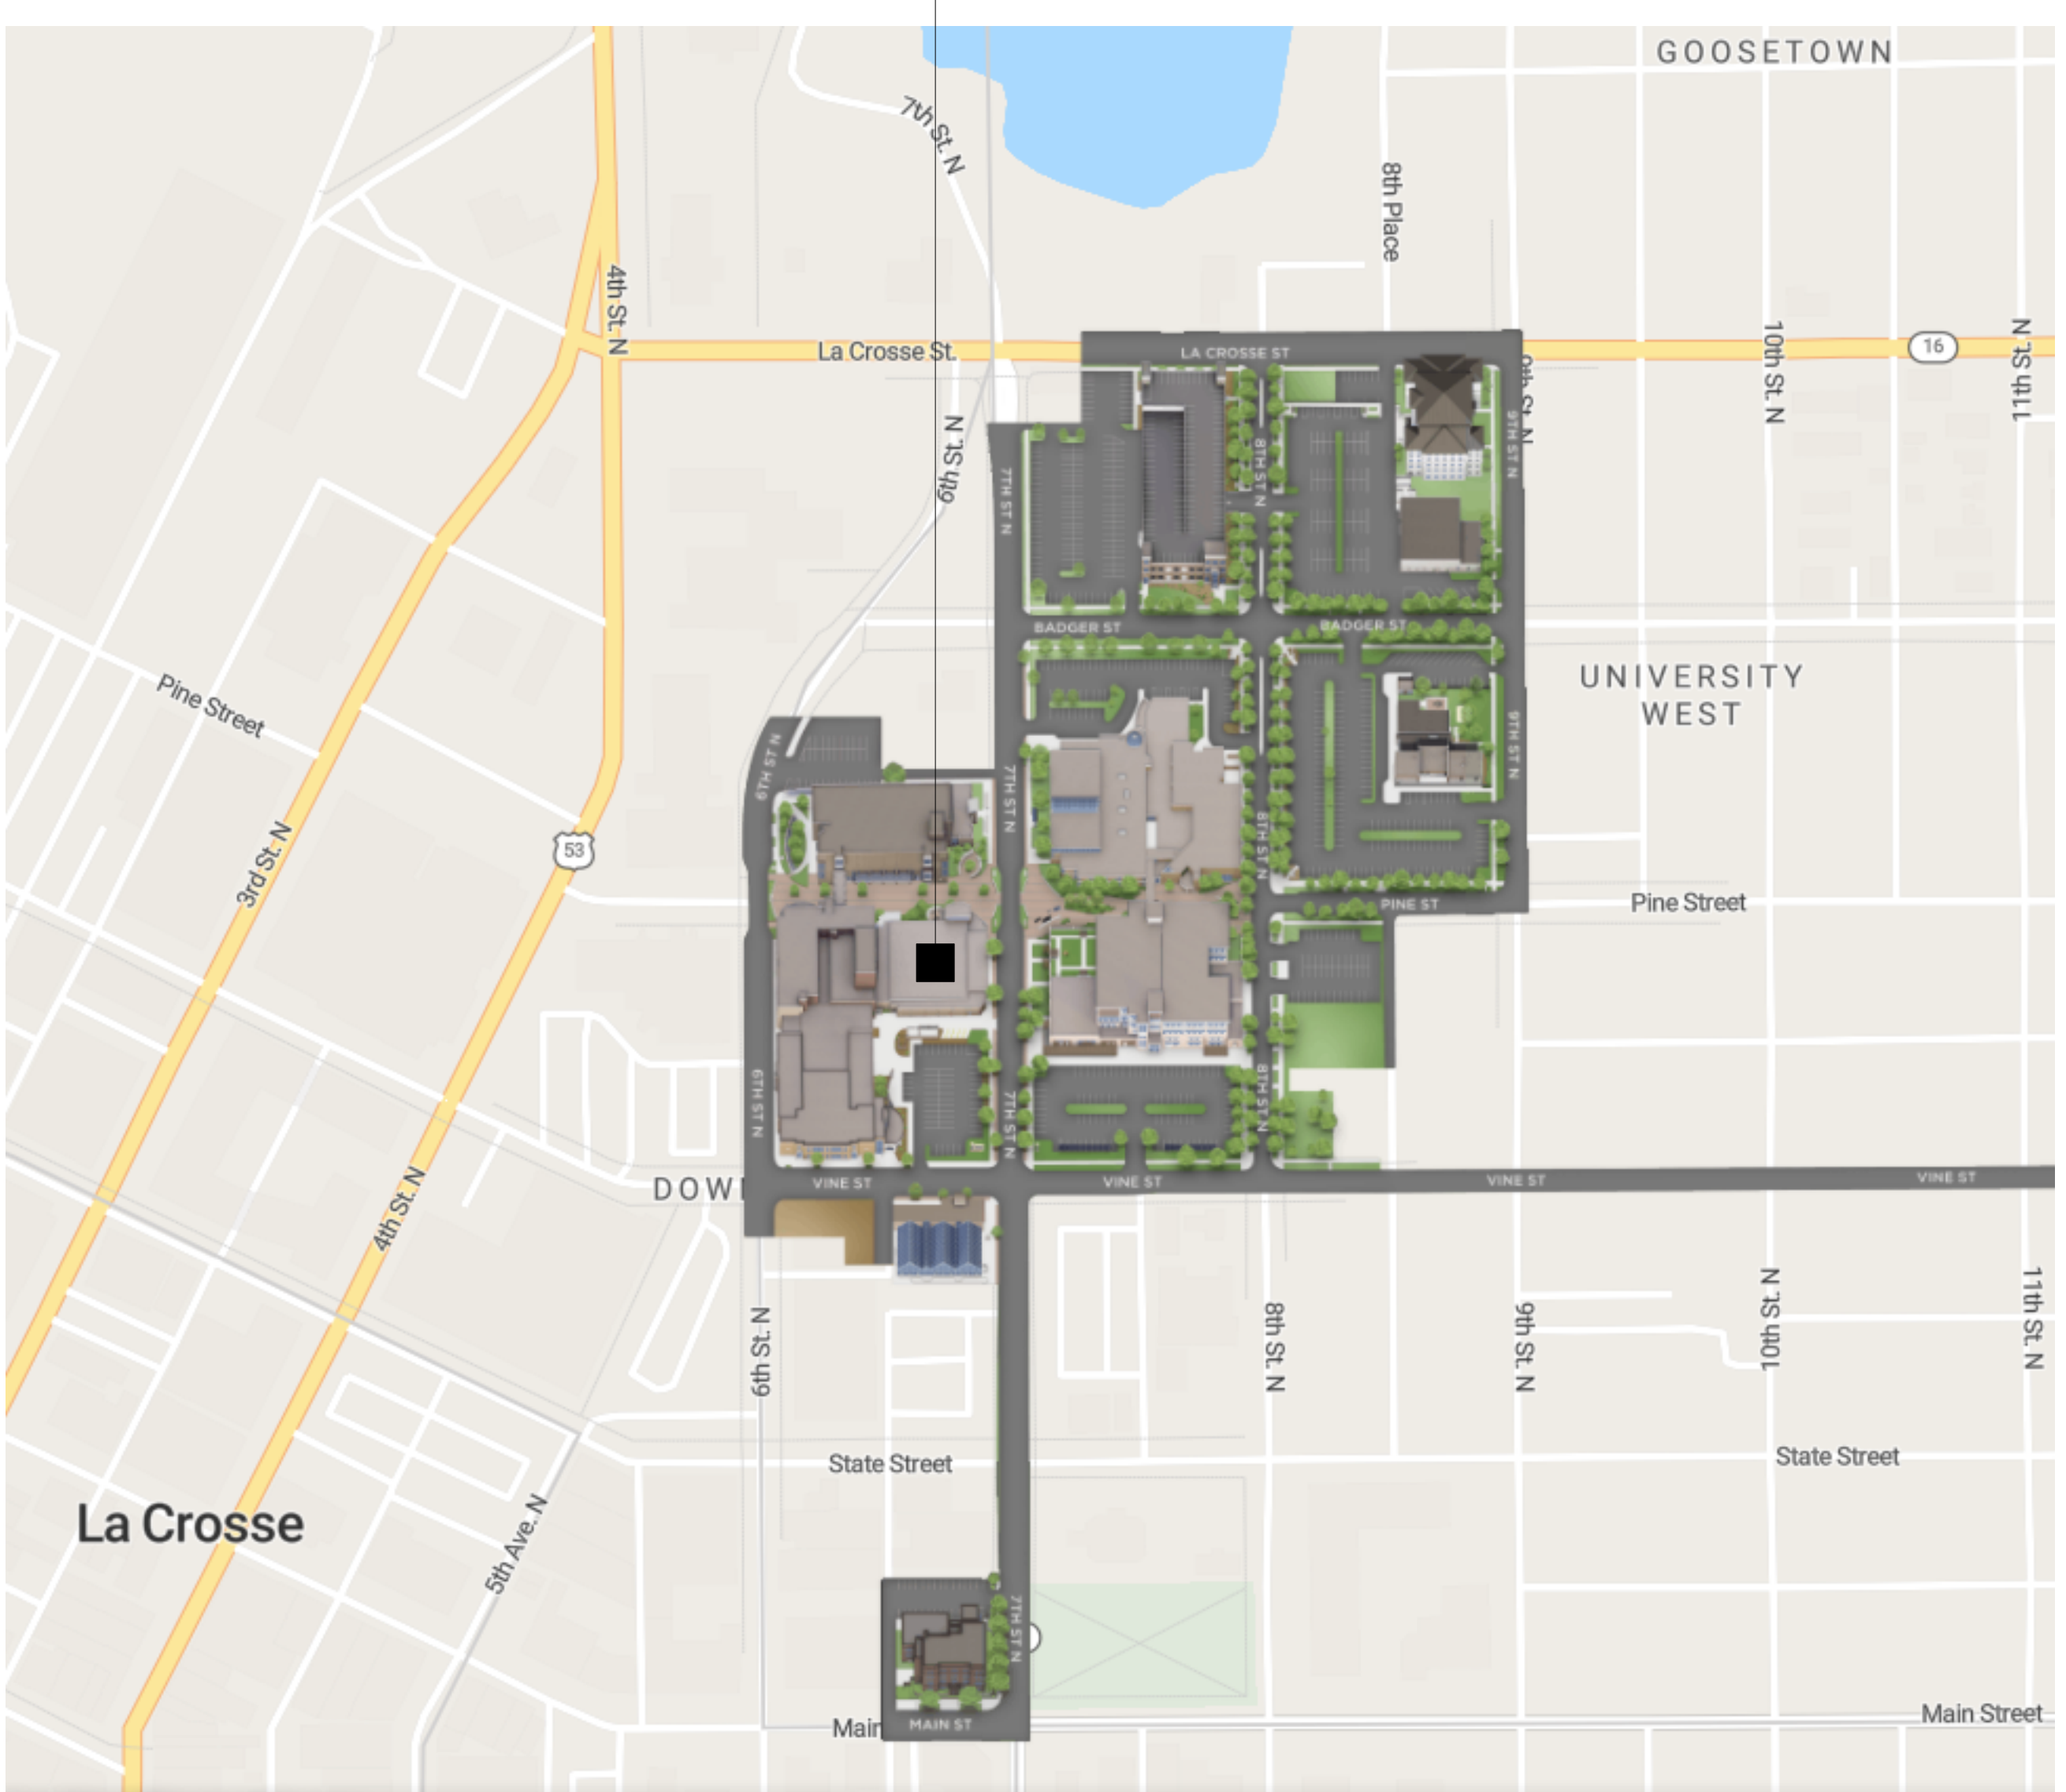 GOOSETOWN
7th St. N
8th Place
4th St. N
La Crosse St.
LA CROSSE ST
16
10th St. N
11th St. N
9th St. N
9TH ST N
6th St. N
7TH ST N
8TH ST N
BADGER ST
BADGER ST
UNIVERSITY
WEST
Pine Street
9TH ST N
6TH ST N
7TH ST N
8TH ST N
53
3rd St. N
PINE ST
Pine Street
6TH ST N
7TH ST N
8TH ST N
DOW
VINE ST
VINE ST
VINE ST
VINE ST
4th St. N
6th St. N
8th St. N
9th St. N
10th St. N
11th St. N
State Street
State Street
La Crosse
5th Ave. N
7TH ST N
Main
MAIN ST
Main Street